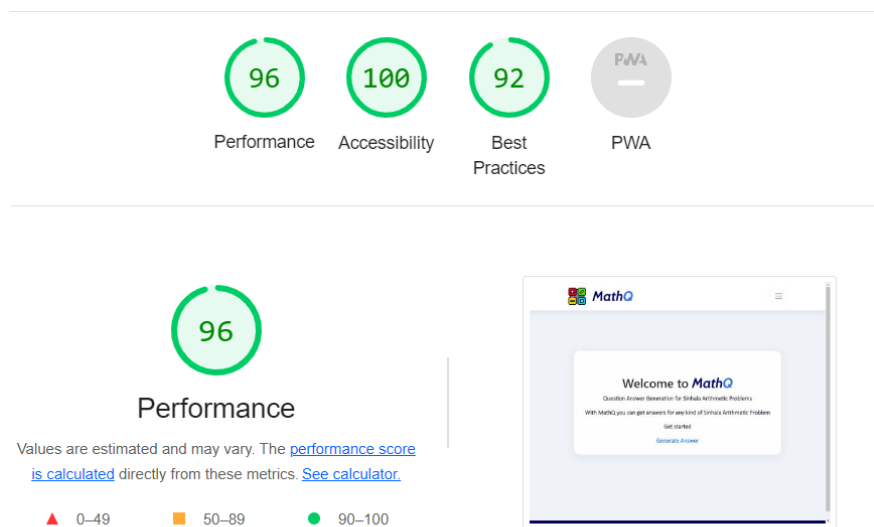 96
100
92
PWA
Performance
Accessibility
Best
Practices
PWA
96
Performance
Values are estimated and may vary. The performance score
is calculated directly from these metrics. See calculator.
0–49
50–89
90–100
MathQ
Welcome to MathQ
Question Answer Generation for Sinhala Arithmetic Problems
With MathQ you can get answers for any kind of Sinhala Arithmetic Problem
Get started
Generate Answer